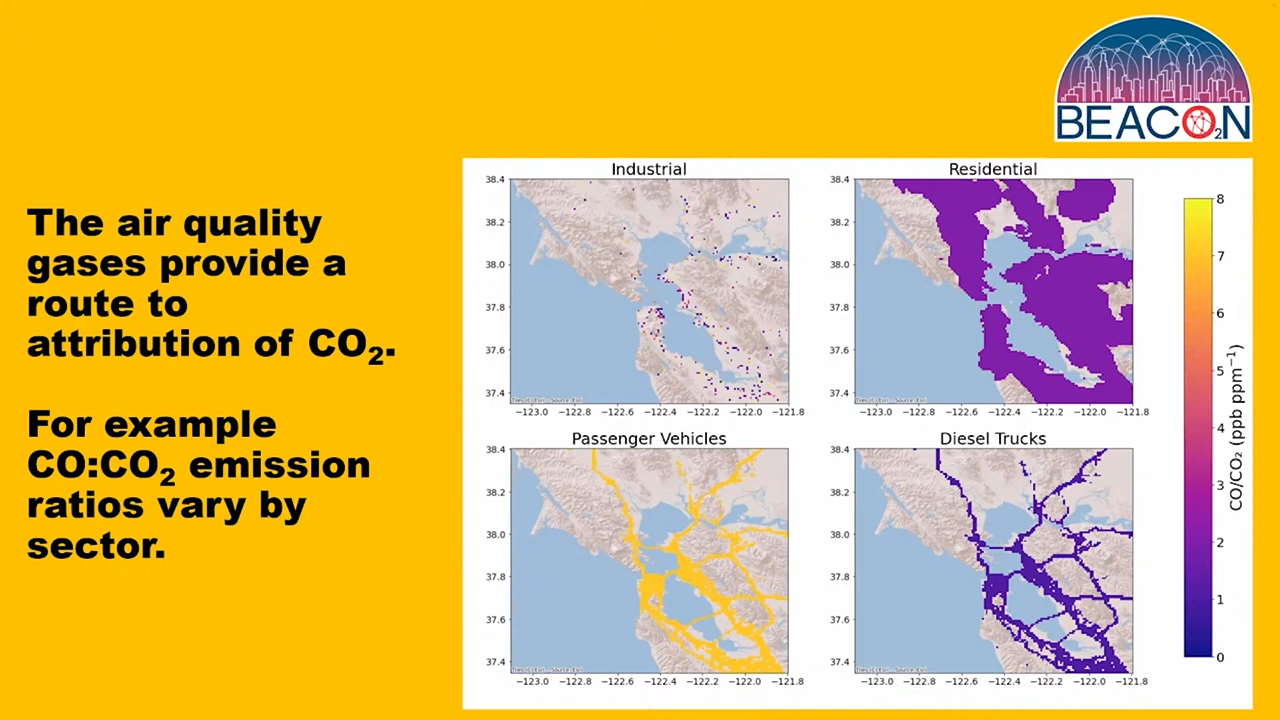 BEACO₂N
The air quality
gases provide a
route to
attribution of CO₂.
For example
CO:CO₂ emission
ratios vary by
sector.
Industrial
38.4
38.2
38.0
37.8
37.6
37.4
−123.0 −122.8 −122.6 −122.4 −122.2 −122.0 −121.8
Residential
38.4
38.2
38.0
37.8
37.6
37.4
−123.0 −122.8 −122.6 −122.4 −122.2 −122.0 −121.8
Passenger Vehicles
38.4
38.2
38.0
37.8
37.6
37.4
−123.0 −122.8 −122.6 −122.4 −122.2 −122.0 −121.8
Diesel Trucks
38.4
38.2
38.0
37.8
37.6
37.4
−123.0 −122.8 −122.6 −122.4 −122.2 −122.0 −121.8
8
7
6
5
4
3
2
1
0
CO/CO₂ (ppb ppm⁻¹)